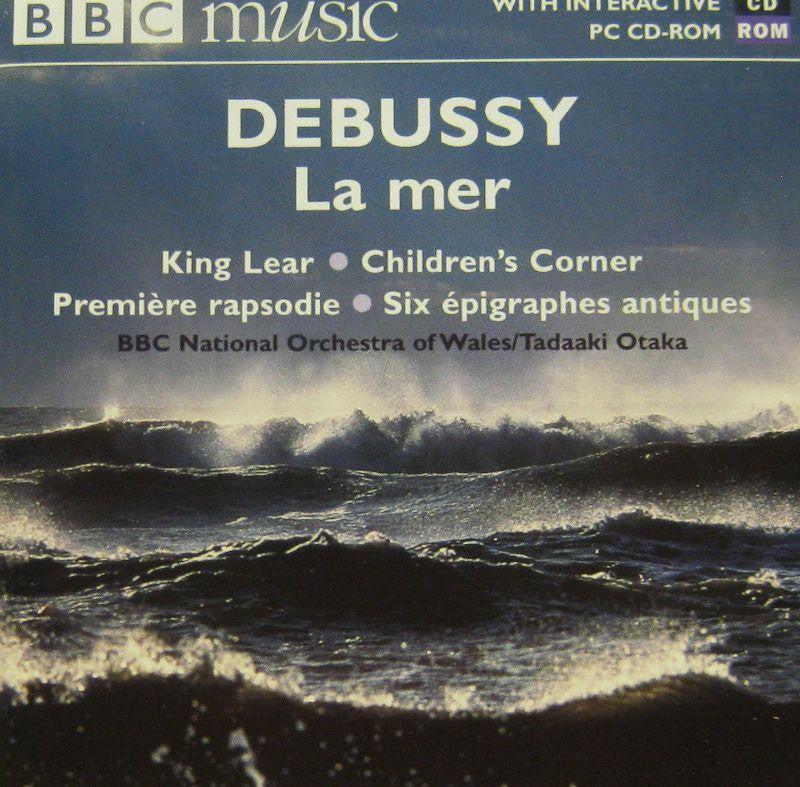 BBC music
WITH INTERACTIVE CD
PC CD-ROM ROM
DEBUSSY
La mer
King Lear • Children's Corner
Première rapsodie • Six épigraphes antiques
BBC National Orchestra of Wales/Tadaaki Otaka